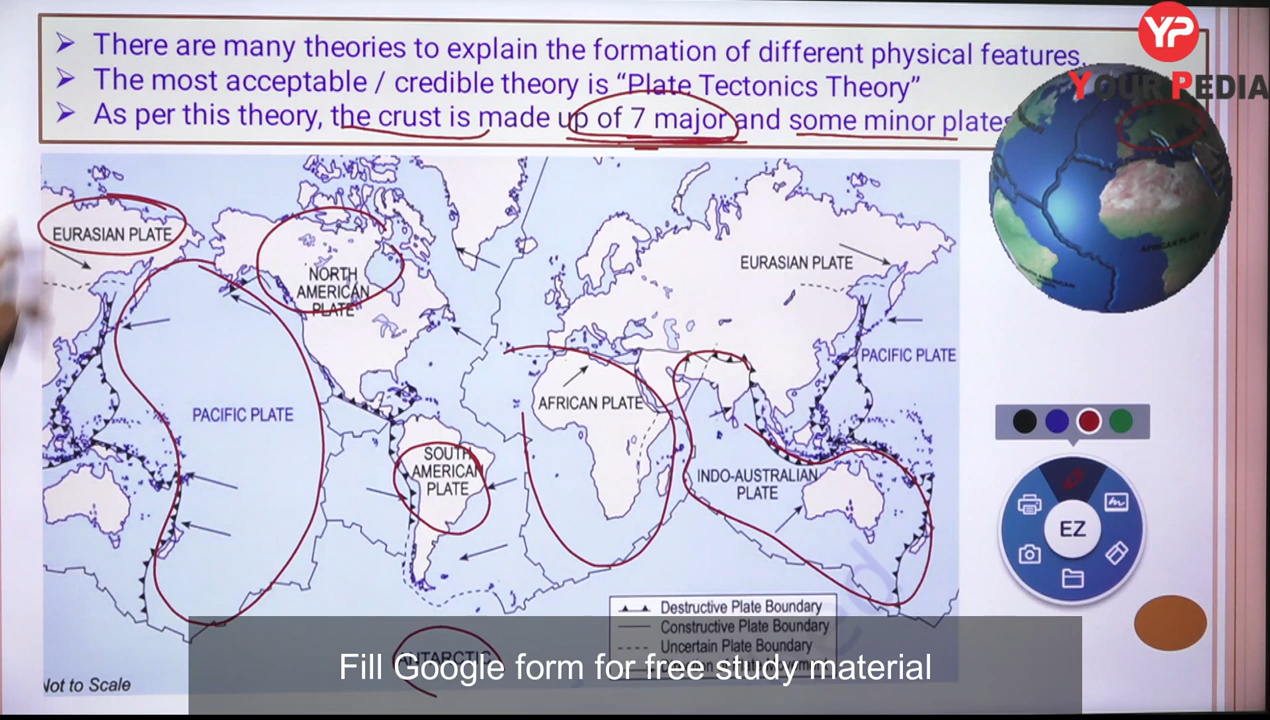 ➢ There are many theories to explain the formation of different physical features.
➢ The most acceptable / credible theory is “Plate Tectonics Theory”
➢ As per this theory, the crust is made up of 7 major and some minor plates
YP
YOUR PEDIA
EURASIAN PLATE
NORTH
AMERICAN
PLATE
EURASIAN PLATE
PACIFIC PLATE
AFRICAN PLATE
PACIFIC PLATE
SOUTH
AMERICAN
PLATE
INDO-AUSTRALIAN
PLATE
EZ
Destructive Plate Boundary
Constructive Plate Boundary
Uncertain Plate Boundary
ANTARCTIC
Not to Scale
Fill Google form for free study material